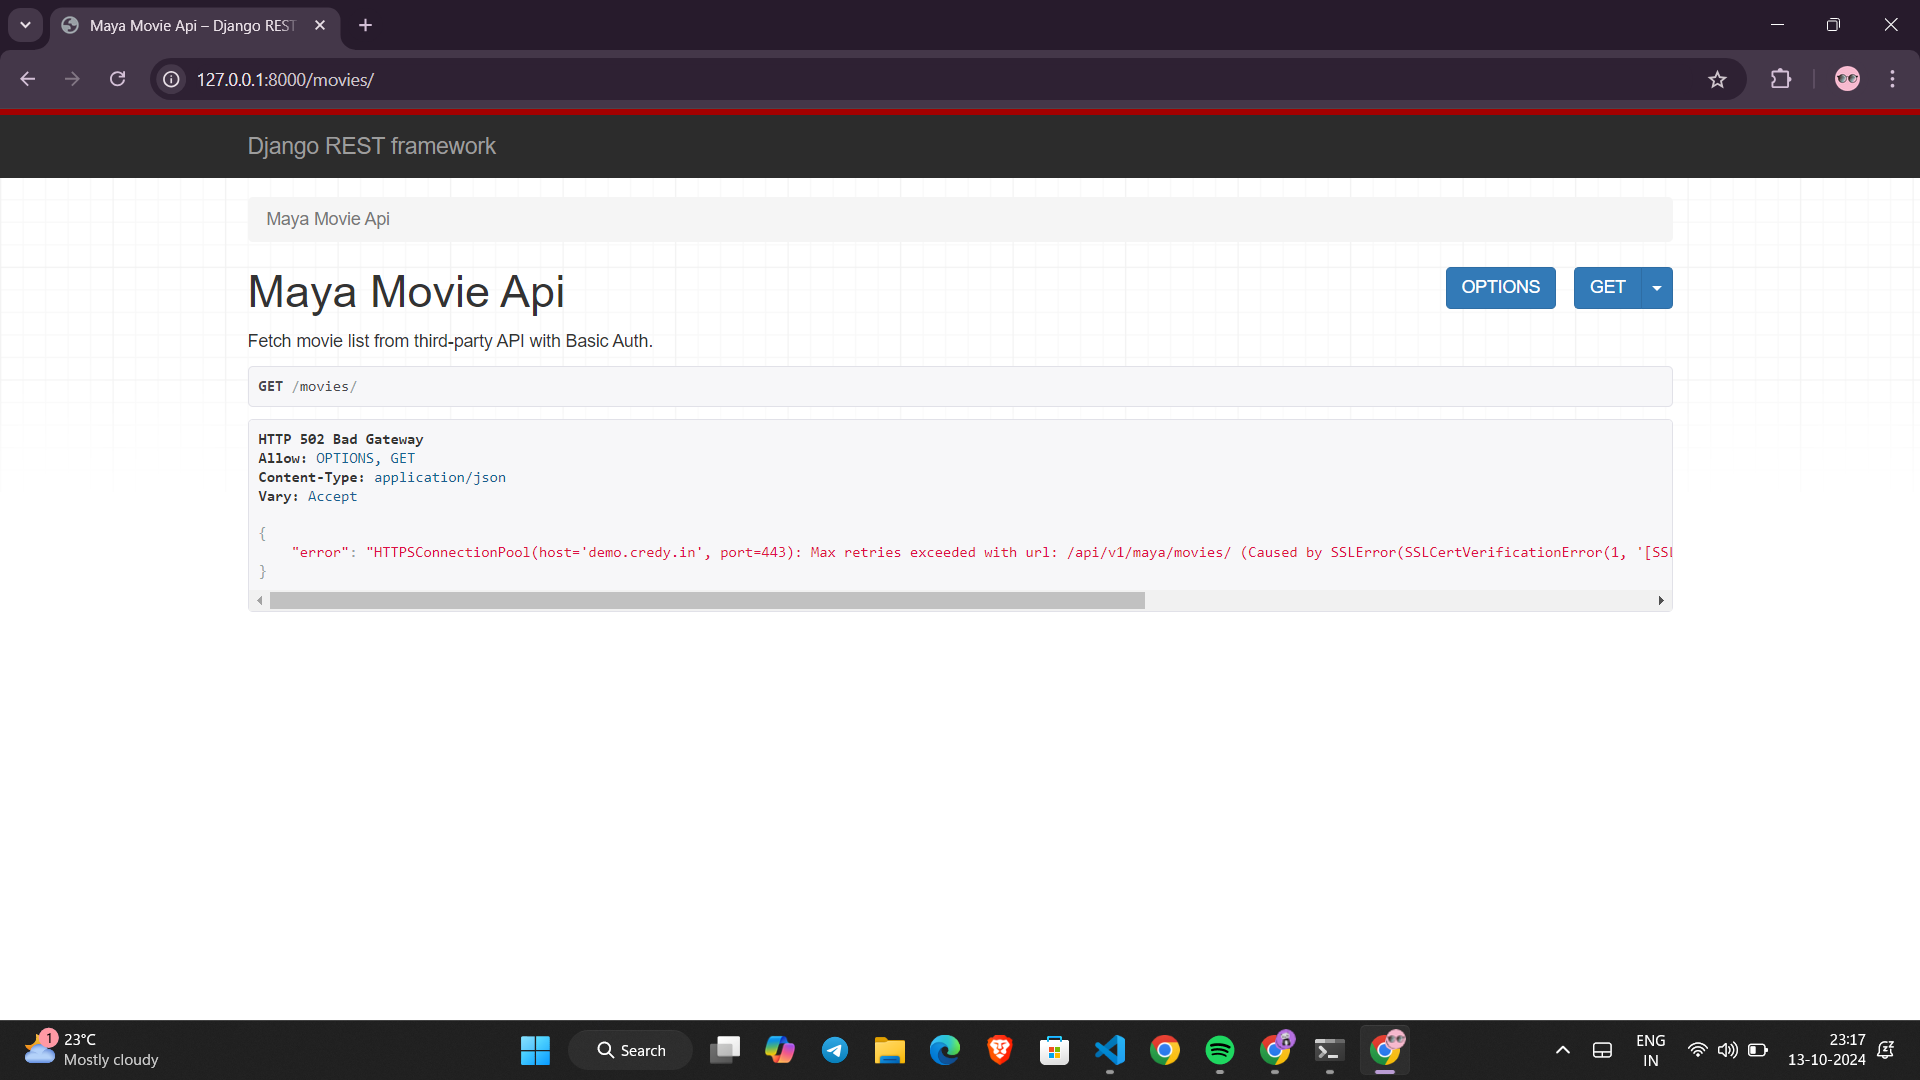 Maya Movie Api – Django REST
127.0.0.1:8000/movies/
Django REST framework
Maya Movie Api
Maya Movie Api
OPTIONS
GET
Fetch movie list from third-party API with Basic Auth.
GET /movies/
HTTP 502 Bad Gateway
Allow: OPTIONS, GET
Content-Type: application/json
Vary: Accept
{
"error": "HTTPSConnectionPool(host='demo.credy.in', port=443): Max retries exceeded with url: /api/v1/maya/movies/ (Caused by SSLError(SSLCertVerificationError(1, '[SSL
}
1
23°C
Mostly cloudy
Search
ENG
IN
23:17
13-10-2024